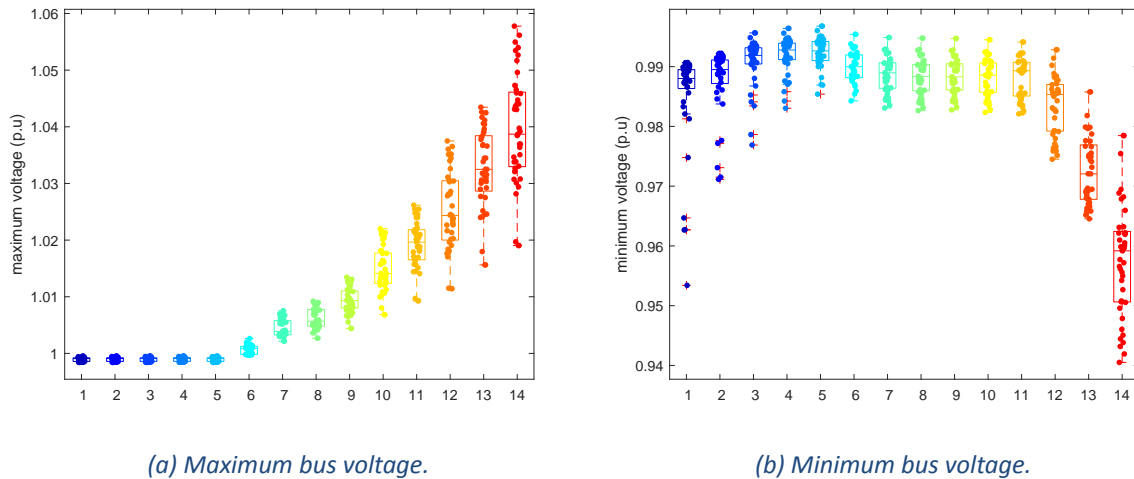 1.06
1.05
1.04
1.03
1.02
1.01
1
maximum voltage (p.u)
1 2 3 4 5 6 7 8 9 10 11 12 13 14
(a) Maximum bus voltage.
0.99
0.98
0.97
0.96
0.95
0.94
minimum voltage (p.u)
1 2 3 4 5 6 7 8 9 10 11 12 13 14
(b) Minimum bus voltage.